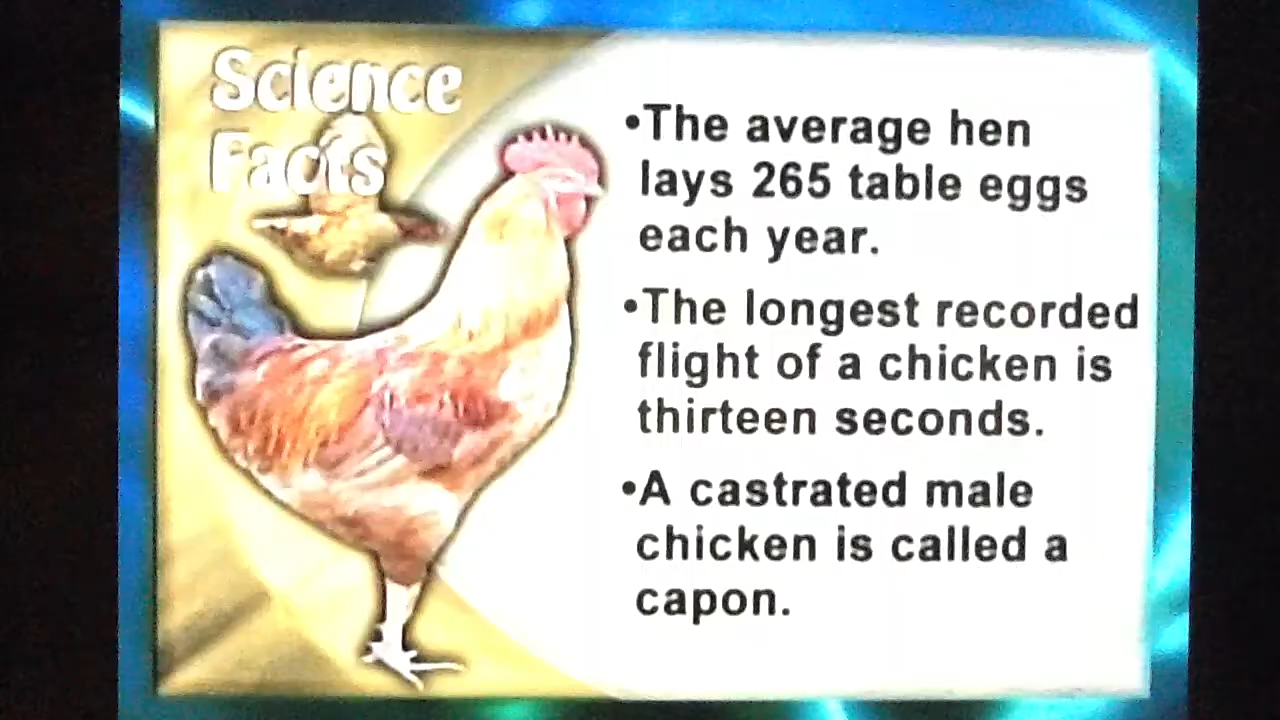 Science
Facts
•The average hen
lays 265 table eggs
each year.
•The longest recorded
flight of a chicken is
thirteen seconds.
•A castrated male
chicken is called a
capon.